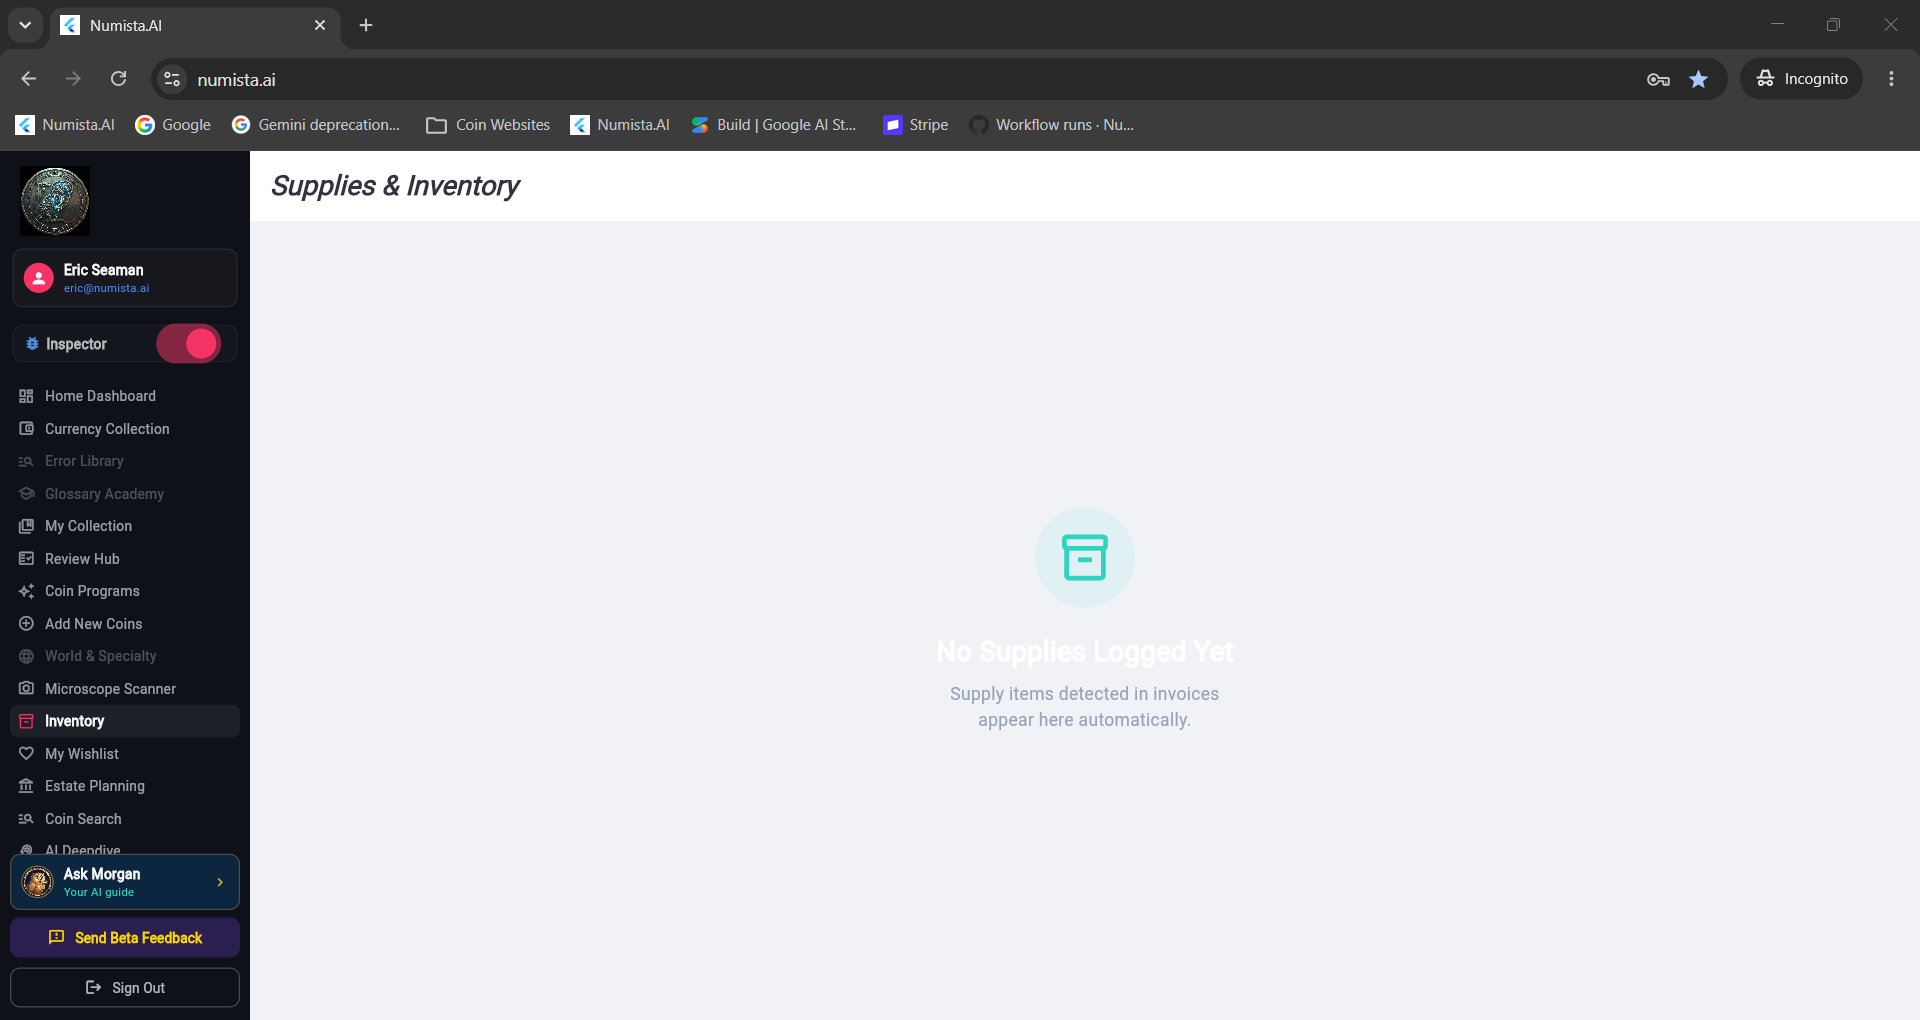 Numista.AI
numista.ai
Incognito
Numista.AI
Google
Gemini deprecation...
Coin Websites
Numista.AI
Build | Google AI St...
Stripe
Workflow runs · Nu...
Supplies & Inventory
Eric Seaman
eric@numista.ai
Inspector
Home Dashboard
Currency Collection
Error Library
Glossary Academy
My Collection
Review Hub
Coin Programs
Add New Coins
World & Specialty
Microscope Scanner
Inventory
My Wishlist
Estate Planning
Coin Search
AI Deepdive
Ask Morgan
Your AI guide
Send Beta Feedback
Sign Out
No Supplies Logged Yet
Supply items detected in invoices
appear here automatically.